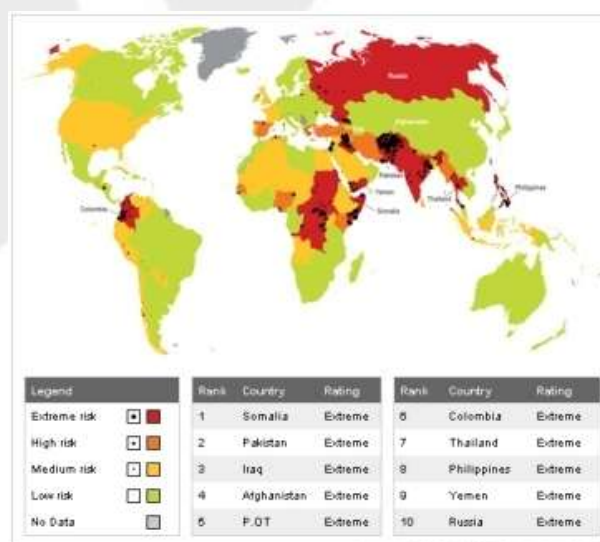 Russia
Afghanistan
Pakistan
Yemen
Somalia
Thailand
Philippines
Colombia
Legend
Extreme risk
High risk
Medium risk
Low risk
No Data
Rank Country Rating
1 Somalia Extreme
2 Pakistan Extreme
3 Iraq Extreme
4 Afghanistan Extreme
5 P.OT Extreme
Rank Country Rating
6 Colombia Extreme
7 Thailand Extreme
8 Philippines Extreme
9 Yemen Extreme
10 Russia Extreme